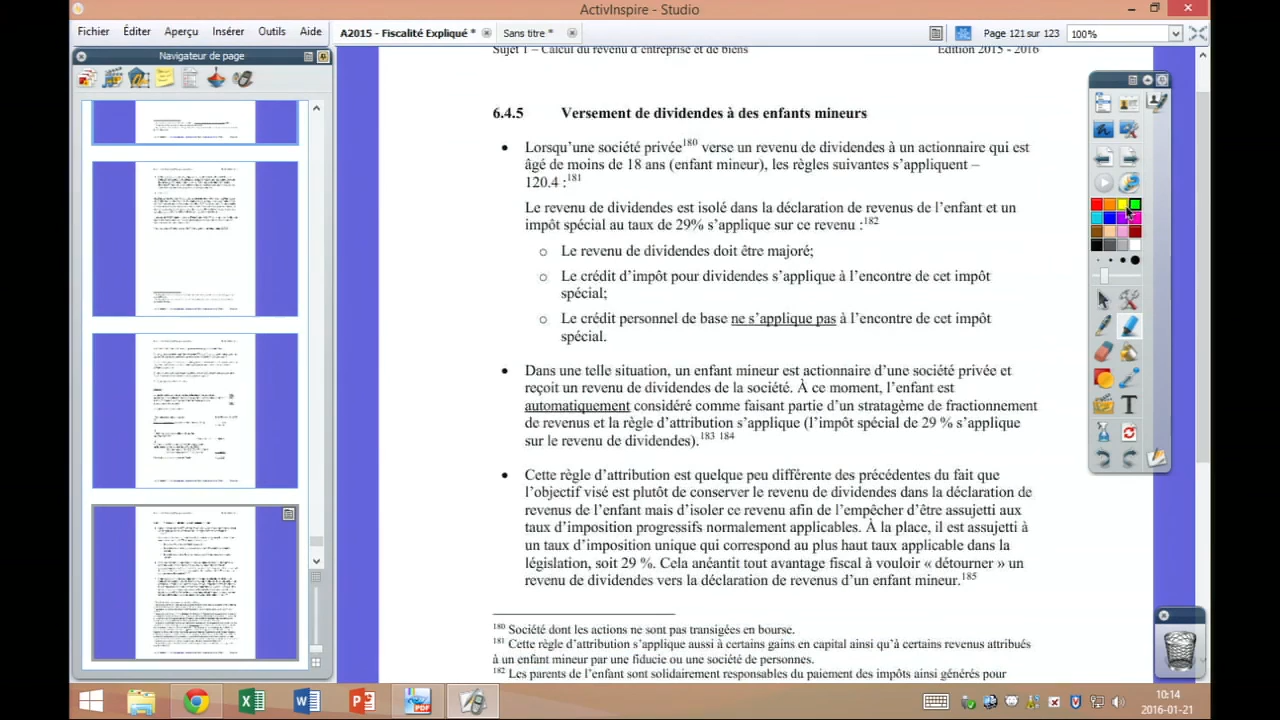 ActivInspire - Studio
Fichier Éditer Aperçu Insérer Outils Aide
A2015 - Fiscalité Expliqué * Sans titre *
Page 121 sur 123 100%
Navigateur de page
Sujet 1 – Calcul du revenu d'entreprise et de biens Édition 2015 - 2016
6.4.5 Versement de dividendes à des enfants mineurs
• Lorsqu'une société privée180 verse un revenu de dividendes à un actionnaire qui est
âgé de moins de 18 ans (enfant mineur), les règles suivantes s'appliquent –
120.4 :181
Le revenu de dividendes est isolé dans la déclaration de revenus de l'enfant et un
impôt spécial au taux de 29% s'applique sur ce revenu :182
o Le revenu de dividendes doit être majoré;
o Le crédit d'impôt pour dividendes s'applique à l'encontre de cet impôt
spécial;
o Le crédit personnel de base ne s'applique pas à l'encontre de cet impôt
spécial.
• Dans une telle situation, un enfant mineur est actionnaire d'une société privée et
reçoit un revenu de dividendes de la société. À ce moment, l'enfant est
automatiquement considéré comme faisant partie d'un stratagème de fractionnement
de revenu et la règle d'attribution s'applique (l'impôt spécial de 29 % s'applique
sur le revenu de dividendes).183 184
• Cette règle d'attribution est quelque peu différente des précédentes du fait que
l'objectif visé est plutôt de conserver le revenu de dividendes dans la déclaration de
revenus de l'enfant mais d'isoler ce revenu afin de l'empêcher d'être assujetti aux
taux d'imposition progressifs normalement applicables. Au contraire, il est assujetti à
un taux d'impôt unique qui correspond au plus haut taux applicable dans la
législation, soit 29%. Cela anéantit tout avantage fiscal relié à « détourner » un
revenu de dividendes vers la déclaration de revenus d'un enfant mineur.185
180 Société dont les actions ne sont pas cotées en bourse.
181 Cette règle d'attribution s'applique aussi à certains gains en capital ainsi qu'à certains revenus attribués
à un enfant mineur par une fiducie ou une société de personnes.
182 Les parents de l'enfant sont solidairement responsables du paiement des impôts ainsi générés pour
10:14
2016-01-21